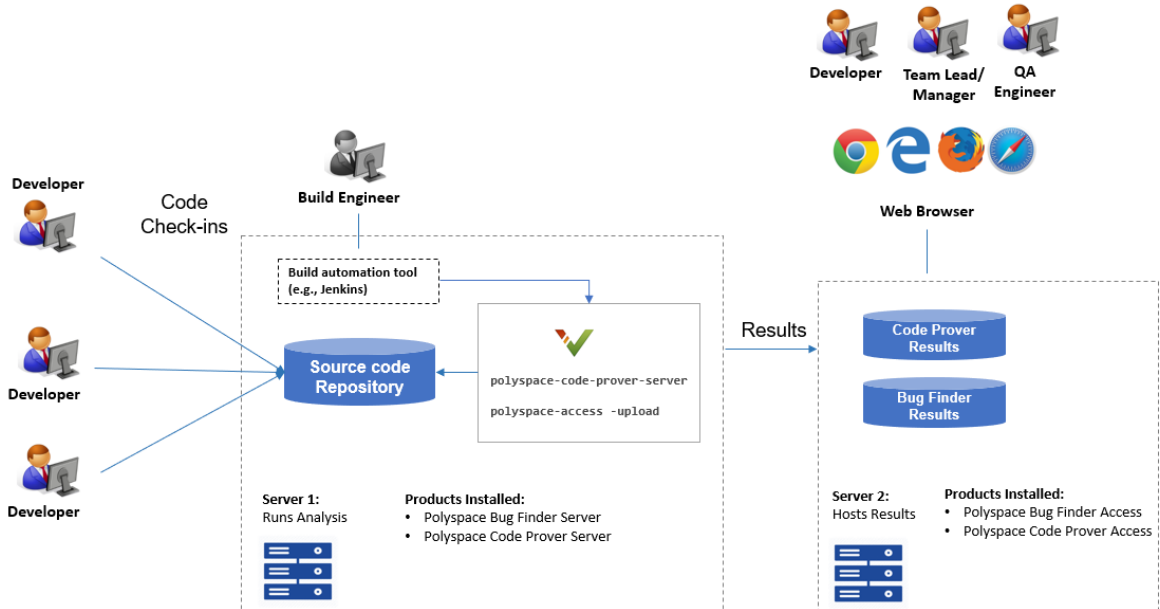 Developer
Team Lead/
Manager
QA
Engineer
Web Browser
Developer
Code
Check-ins
Build Engineer
Developer
Developer
Build automation tool
(e.g., Jenkins)
Source code
Repository
polyspace-code-prover-server
polyspace-access -upload
Results
Code Prover
Results
Bug Finder
Results
Server 1:
Runs Analysis
Products Installed:
• Polyspace Bug Finder Server
• Polyspace Code Prover Server
Server 2:
Hosts Results
Products Installed:
• Polyspace Bug Finder Access
• Polyspace Code Prover Access